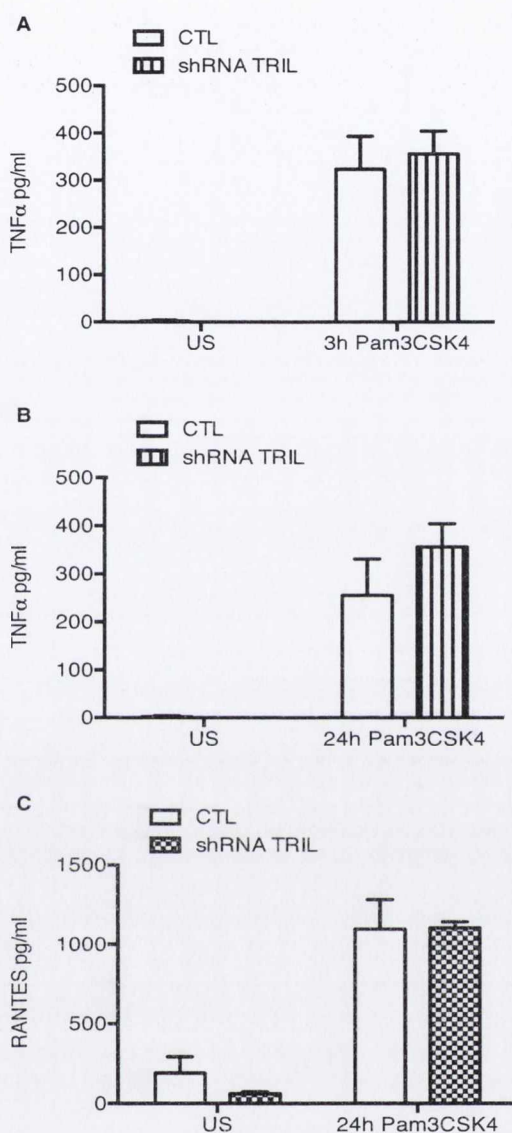 A
CTL
shRNA TRIL
500
400
300
200
100
0
TNFα pg/ml
US
3h Pam3CSK4
B
CTL
shRNA TRIL
500
400
300
200
100
0
TNFα pg/ml
US
24h Pam3CSK4
C
CTL
shRNA TRIL
1500
1000
500
0
RANTES pg/ml
US
24h Pam3CSK4